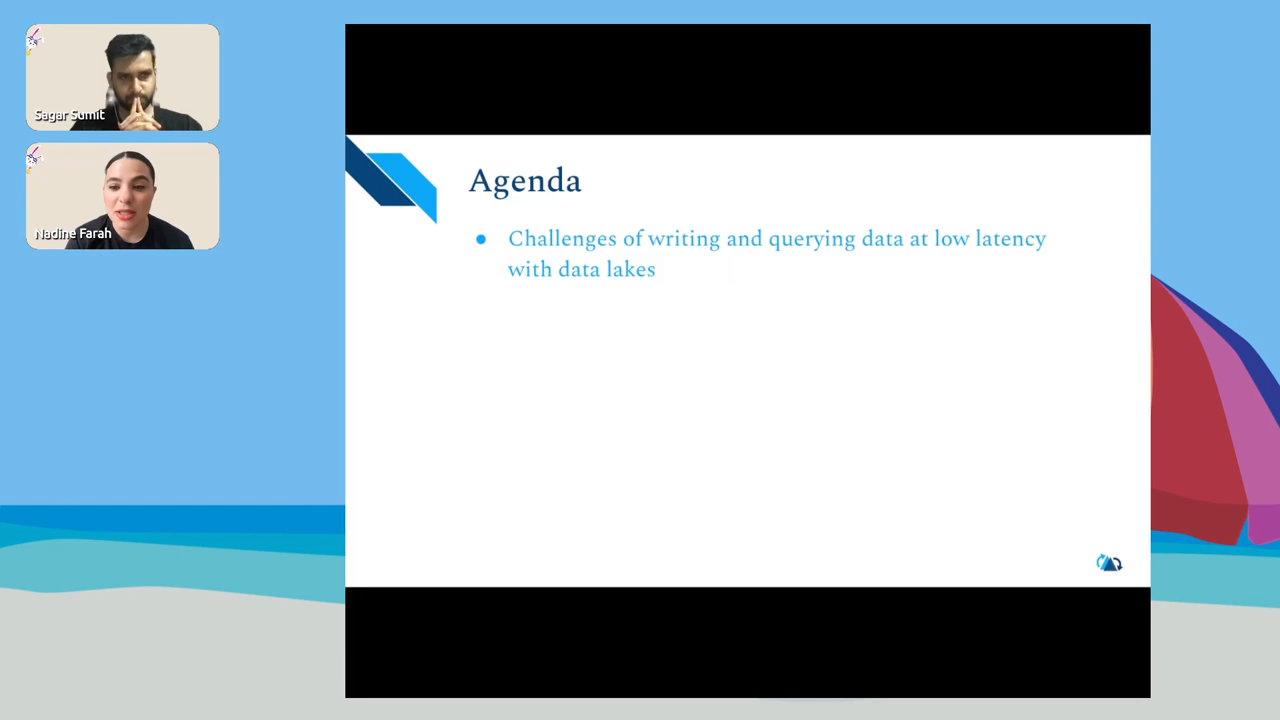 Sagar Sumit
Nadine Farah
Agenda
● Challenges of writing and querying data at low latency
with data lakes